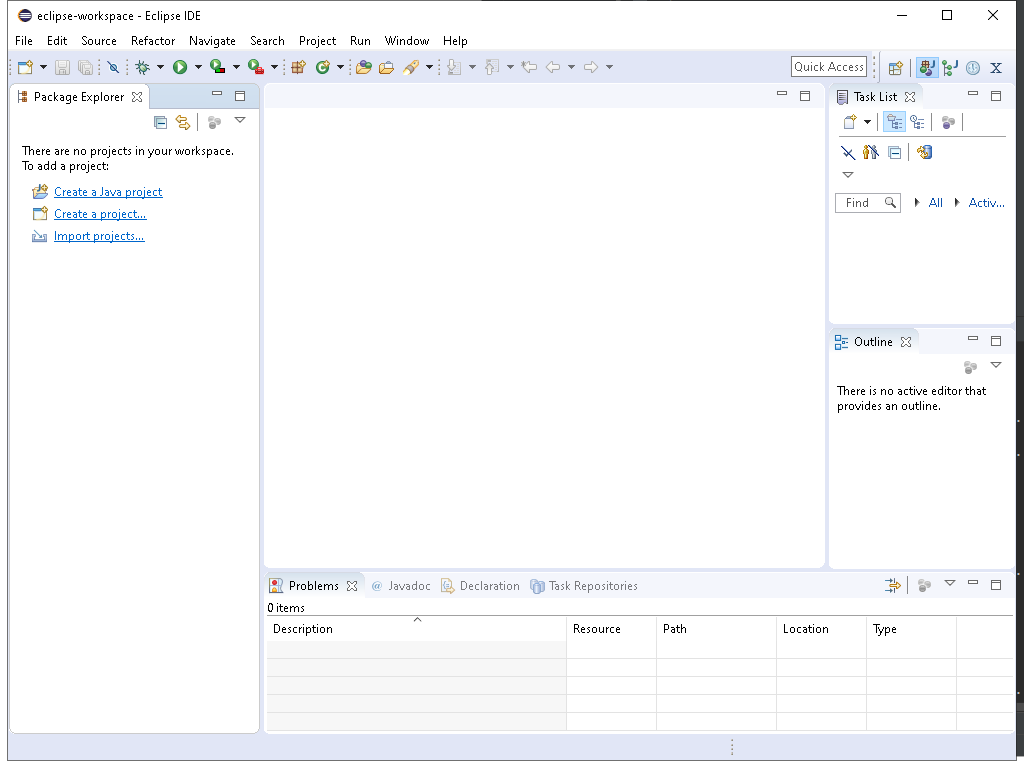 eclipse-workspace - Eclipse IDE
File Edit Source Refactor Navigate Search Project Run Window Help
Quick Access
Package Explorer
There are no projects in your workspace.
To add a project:
Create a Java project
Create a project...
Import projects...
Task List
Find All Activ...
Outline
There is no active editor that
provides an outline.
Problems @ Javadoc Declaration Task Repositories
0 items
Description Resource Path Location Type